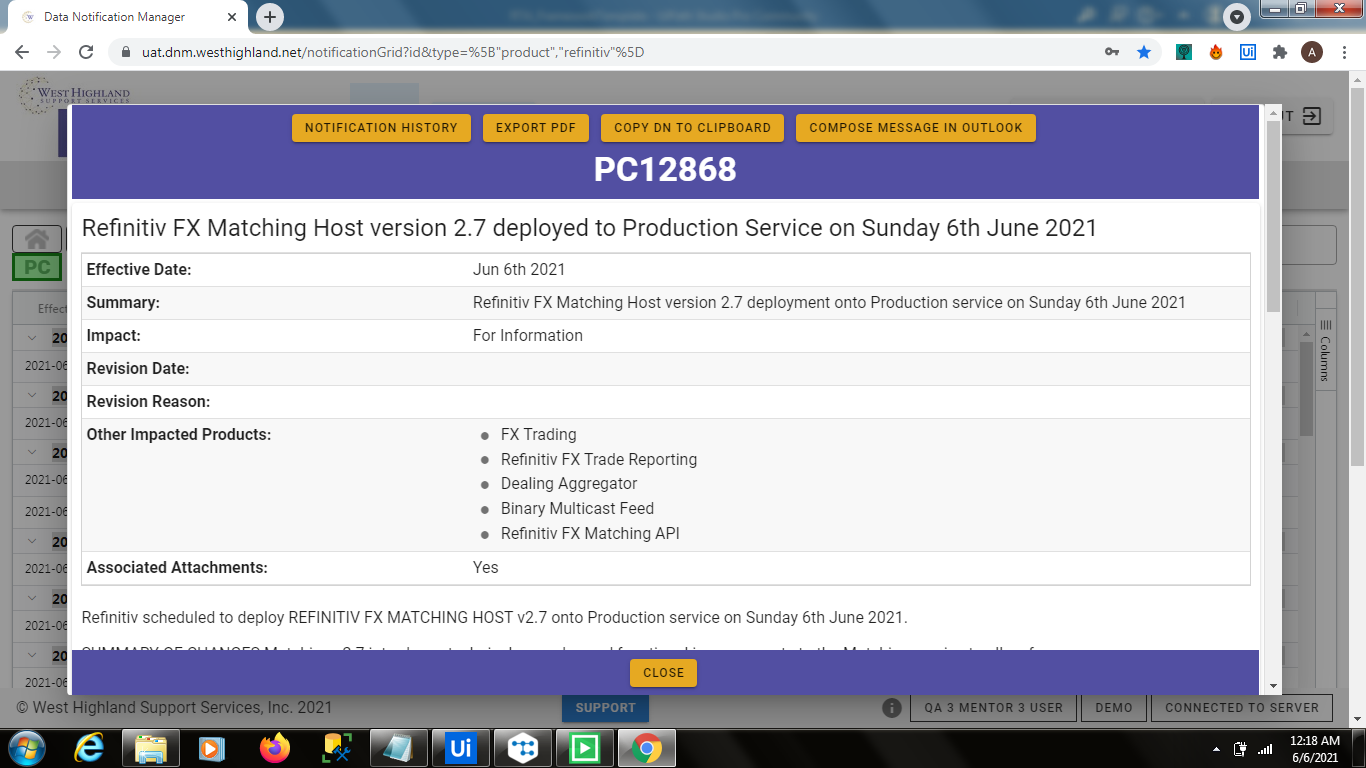 Data Notification Manager
uat.dnm.westhighland.net/notificationGrid?id&type=%5B"product","refinitiv"%5D
A
WEST HIGHLAND
SUPPORT SERVICES
NOTIFICATION HISTORY
EXPORT PDF
COPY DN TO CLIPBOARD
COMPOSE MESSAGE IN OUTLOOK
PC12868
Refinitiv FX Matching Host version 2.7 deployed to Production Service on Sunday 6th June 2021
PC
Effective Date: Jun 6th 2021
Summary: Refinitiv FX Matching Host version 2.7 deployment onto Production service on Sunday 6th June 2021
Impact: For Information
Revision Date:
Revision Reason:
Other Impacted Products:
FX Trading
Refinitiv FX Trade Reporting
Dealing Aggregator
Binary Multicast Feed
Refinitiv FX Matching API
Associated Attachments: Yes
Columns
Refinitiv scheduled to deploy REFINITIV FX MATCHING HOST v2.7 onto Production service on Sunday 6th June 2021.
CLOSE
© West Highland Support Services, Inc. 2021
SUPPORT
QA 3 MENTOR 3 USER
DEMO
CONNECTED TO SERVER
Ui
12:18 AM
6/6/2021